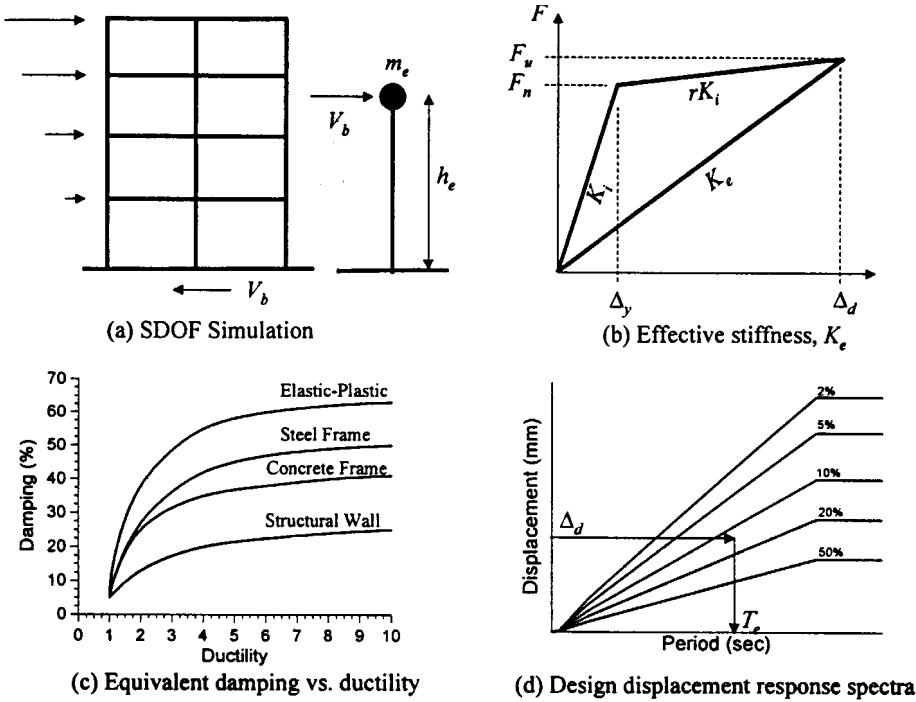 m_e
V_b
h_e
V_b
(a) SDOF Simulation
F
F_u
F_n
rK_i
K_i
K_e
Δ_y
Δ_d
(b) Effective stiffness, K_e
70
60
50
40
30
20
10
0
Damping (%)
Elastic-Plastic
Steel Frame
Concrete Frame
Structural Wall
0 1 2 3 4 5 6 7 8 9 10
Ductility
(c) Equivalent damping vs. ductility
Displacement (mm)
2%
5%
10%
20%
50%
Δ_d
T_e
Period (sec)
(d) Design displacement response spectra